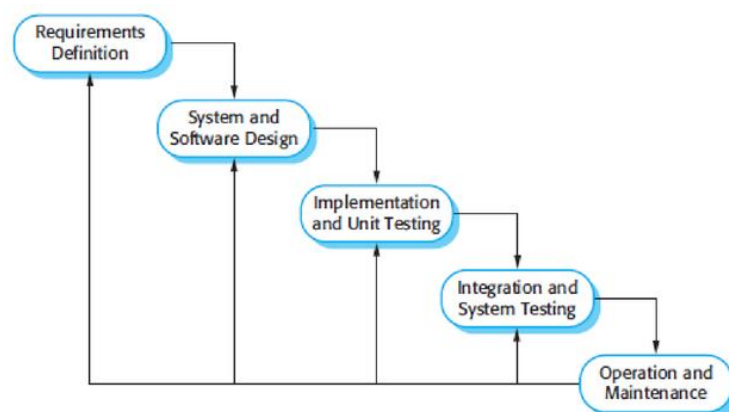 Requirements
Definition
System and
Software Design
Implementation
and Unit Testing
Integration and
System Testing
Operation and
Maintenance